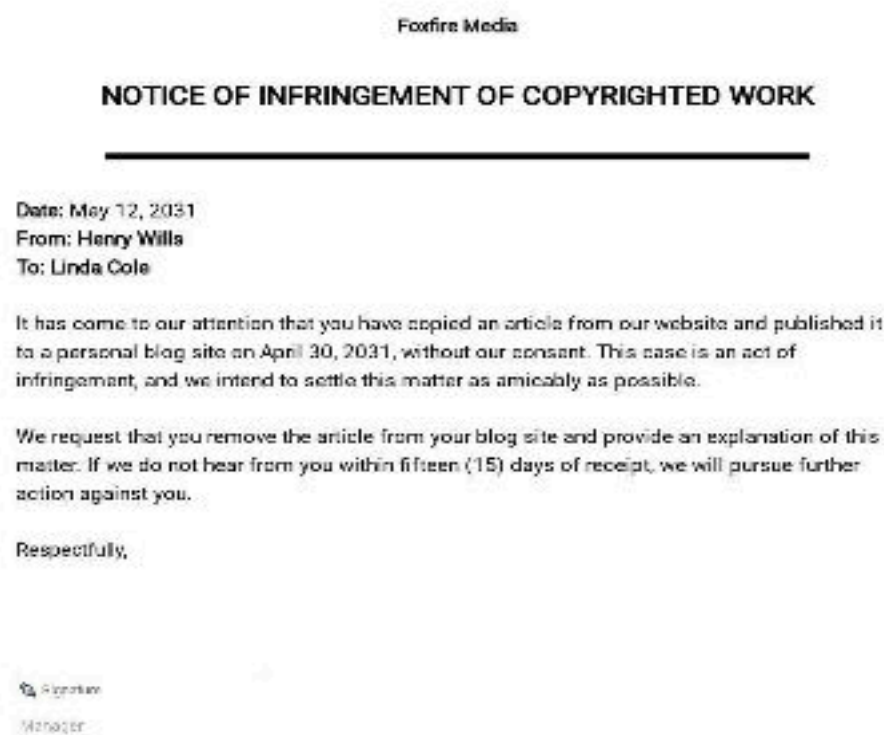 Foxfire Media
NOTICE OF INFRINGEMENT OF COPYRIGHTED WORK
Date: May 12, 2031
From: Henry Wills
To: Linda Cole
It has come to our attention that you have copied an article from our website and published it
to a personal blog site on April 30, 2031, without our consent. This case is an act of
infringement, and we intend to settle this matter as amicably as possible.
We request that you remove the article from your blog site and provide an explanation of this
matter. If we do not hear from you within fifteen (15) days of receipt, we will pursue further
action against you.
Respectfully,
Signature
Manager